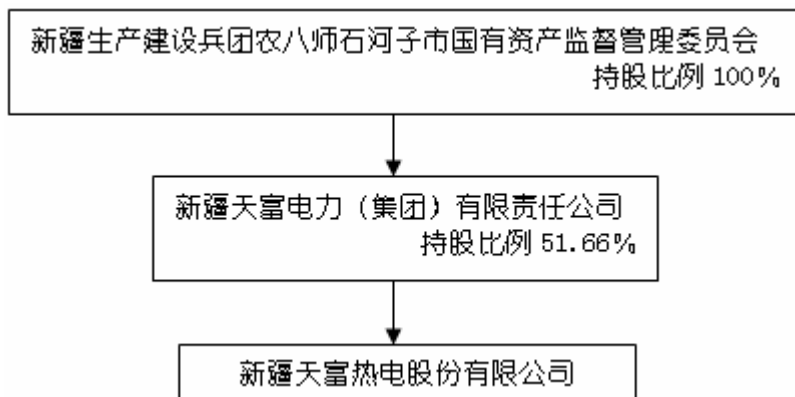 新疆生产建设兵团农八师石河子市国有资产监督管理委员会
持股比例 100%
新疆天富电力（集团）有限责任公司
持股比例 51.66%
新疆天富热电股份有限公司